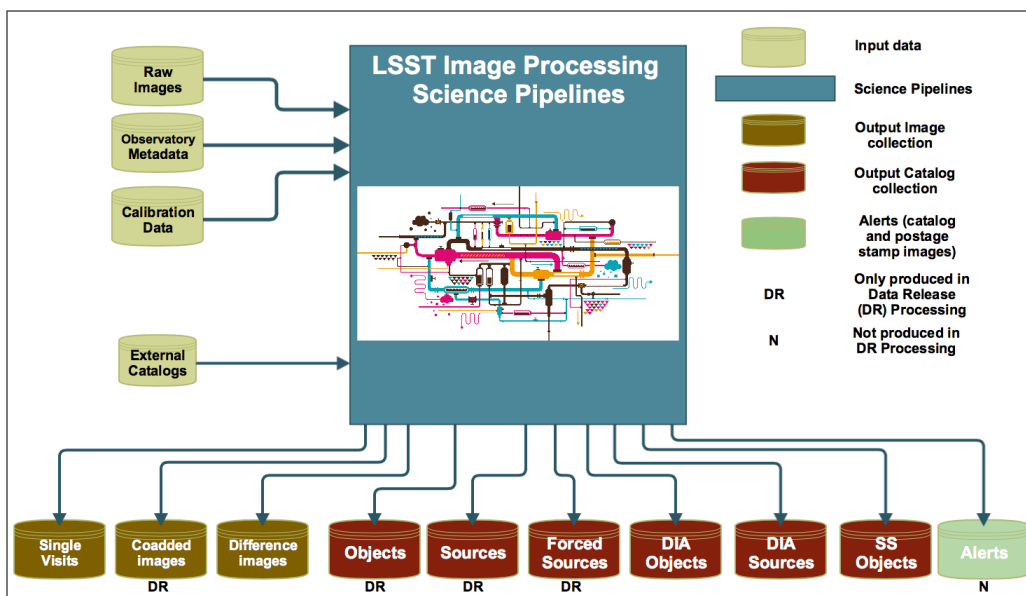 LSST Image Processing
Science Pipelines
Raw
Images
Observatory
Metadata
Calibration
Data
External
Catalogs
Input data
Science Pipelines
Output Image
collection
Output Catalog
collection
Alerts (catalog
and postage
stamp images)
DR
Only produced in
Data Release
(DR) Processing
N
Not produced in
DR Processing
Single
Visits
Coadded
images
DR
Difference
images
Objects
DR
Sources
DR
Forced
Sources
DR
DIA
Objects
DIA
Sources
SS
Objects
Alerts
N